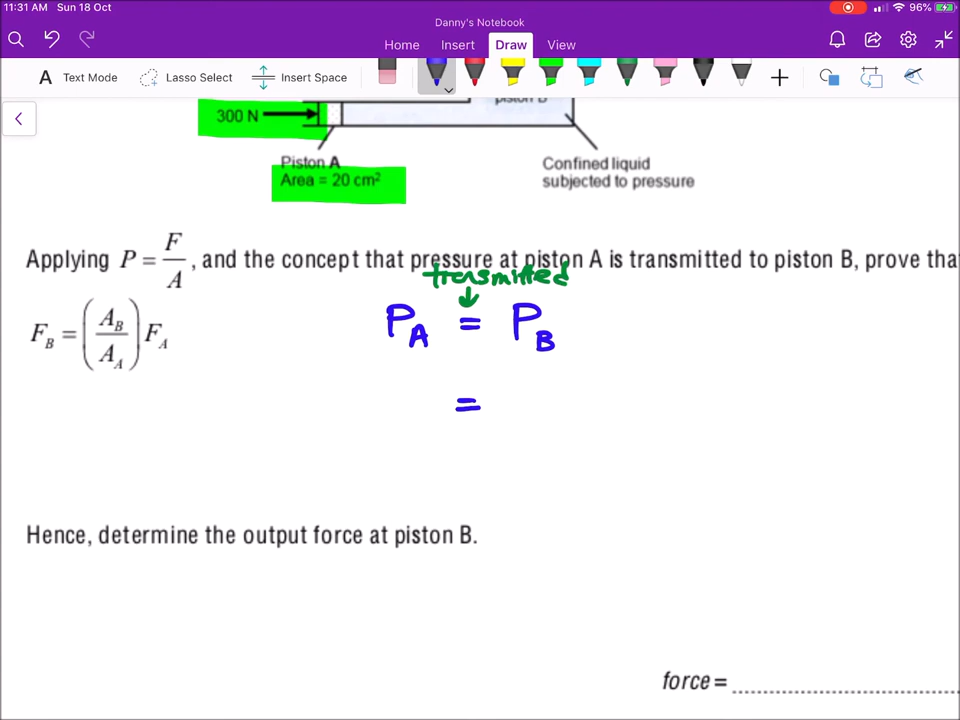 11:31 AM Sun 18 Oct
96%
Danny's Notebook
Home Insert Draw View
A Text Mode Lasso Select Insert Space
piston B
300 N
Piston A
Area = 20 cm²
Confined liquid
subjected to pressure
Applying P = F/A, and the concept that pressure at piston A is transmitted to piston B, prove tha
transmitted
F_B = (A_B/A_A) F_A
P_A = P_B
=
Hence, determine the output force at piston B.
force = ........................